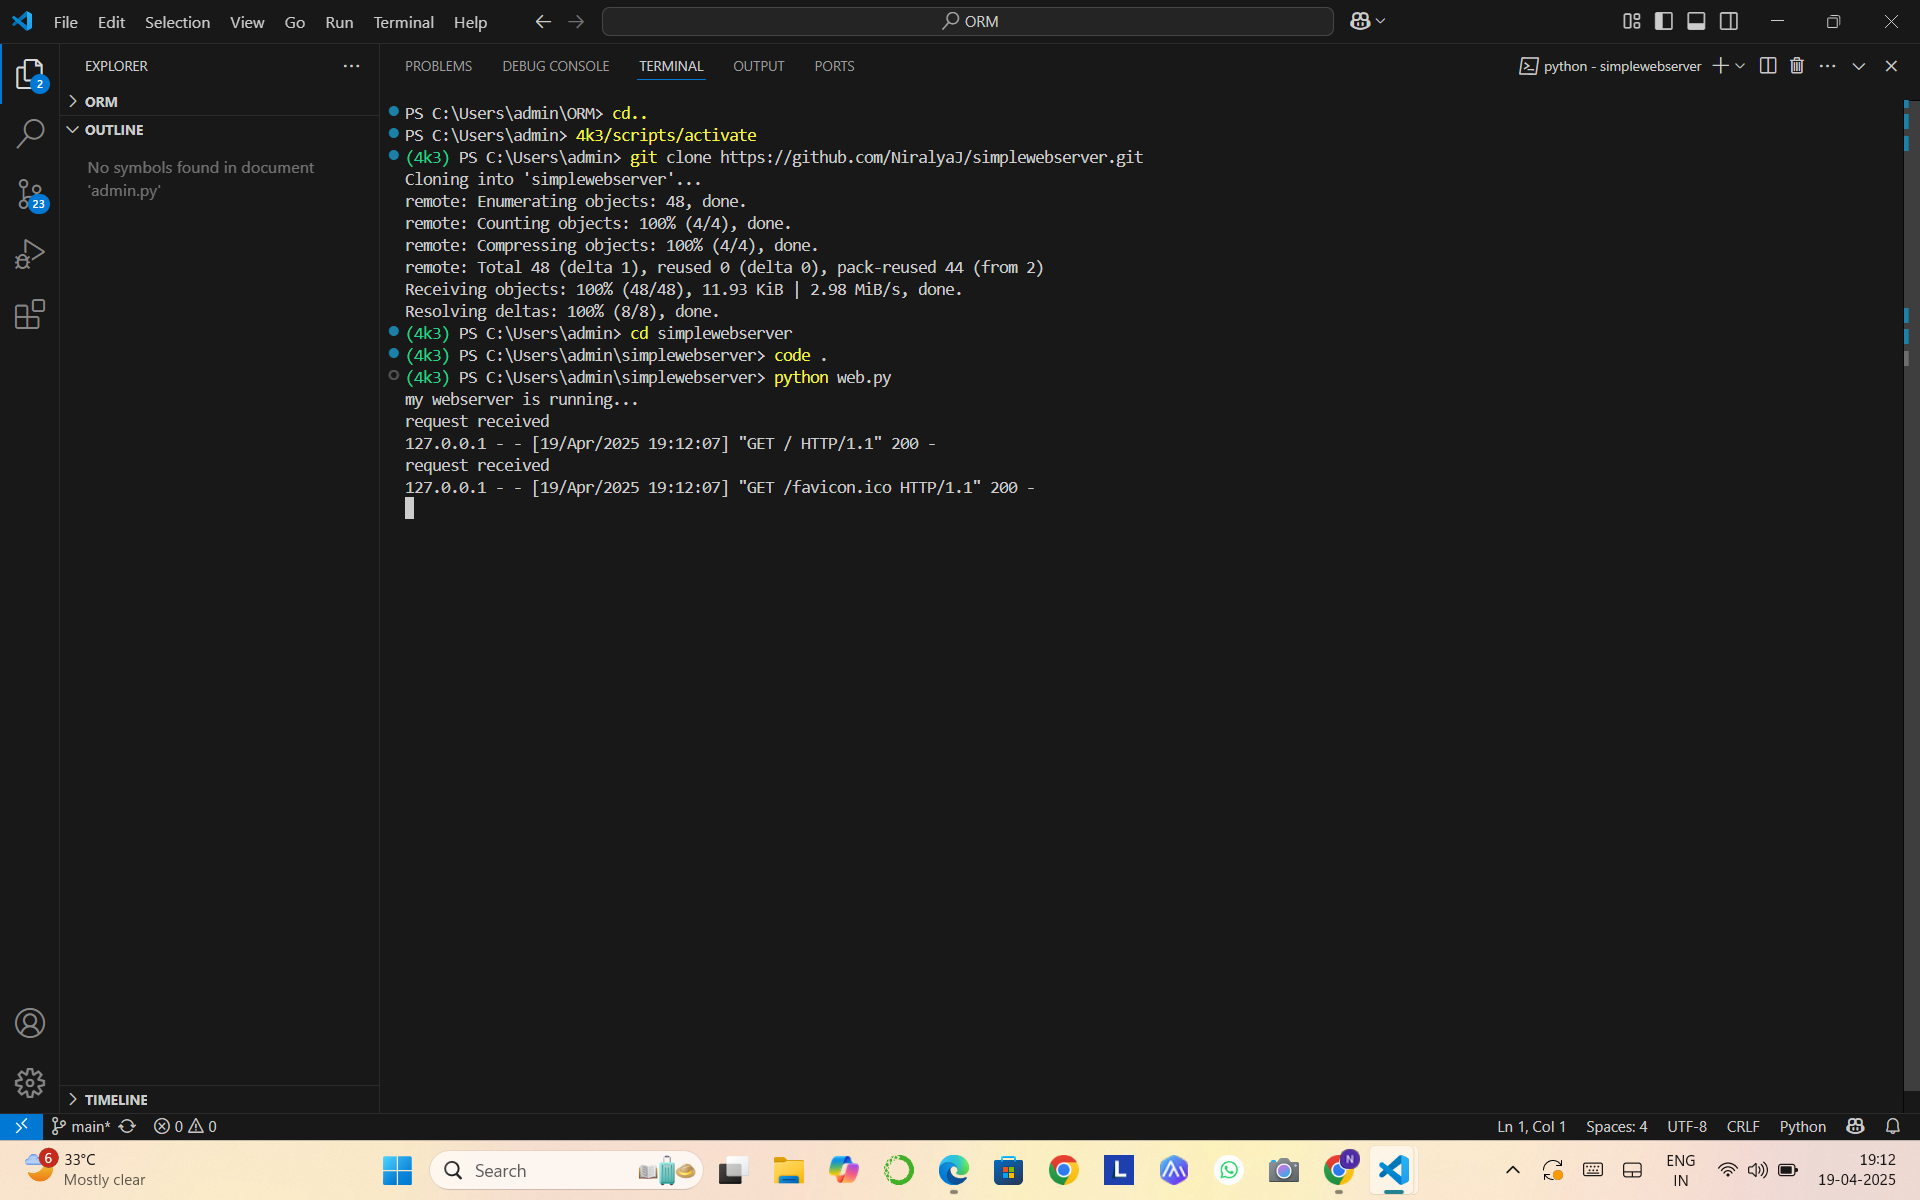 File Edit Selection View Go Run Terminal Help
ORM
EXPLORER
2
ORM
OUTLINE
No symbols found in document
'admin.py'
23
TIMELINE
PROBLEMS DEBUG CONSOLE TERMINAL OUTPUT PORTS
python - simplewebserver
PS C:\Users\admin\ORM> cd..
PS C:\Users\admin> 4k3/scripts/activate
(4k3) PS C:\Users\admin> git clone https://github.com/NiralyaJ/simplewebserver.git
Cloning into 'simplewebserver'...
remote: Enumerating objects: 48, done.
remote: Counting objects: 100% (4/4), done.
remote: Compressing objects: 100% (4/4), done.
remote: Total 48 (delta 1), reused 0 (delta 0), pack-reused 44 (from 2)
Receiving objects: 100% (48/48), 11.93 KiB | 2.98 MiB/s, done.
Resolving deltas: 100% (8/8), done.
(4k3) PS C:\Users\admin> cd simplewebserver
(4k3) PS C:\Users\admin\simplewebserver> code .
(4k3) PS C:\Users\admin\simplewebserver> python web.py
my webserver is running...
request received
127.0.0.1 - - [19/Apr/2025 19:12:07] "GET / HTTP/1.1" 200 -
request received
127.0.0.1 - - [19/Apr/2025 19:12:07] "GET /favicon.ico HTTP/1.1" 200 -
main* 0 0
Ln 1, Col 1 Spaces: 4 UTF-8 CRLF Python
6
33°C
Mostly clear
Search
L
N
ENG
IN
19:12
19-04-2025